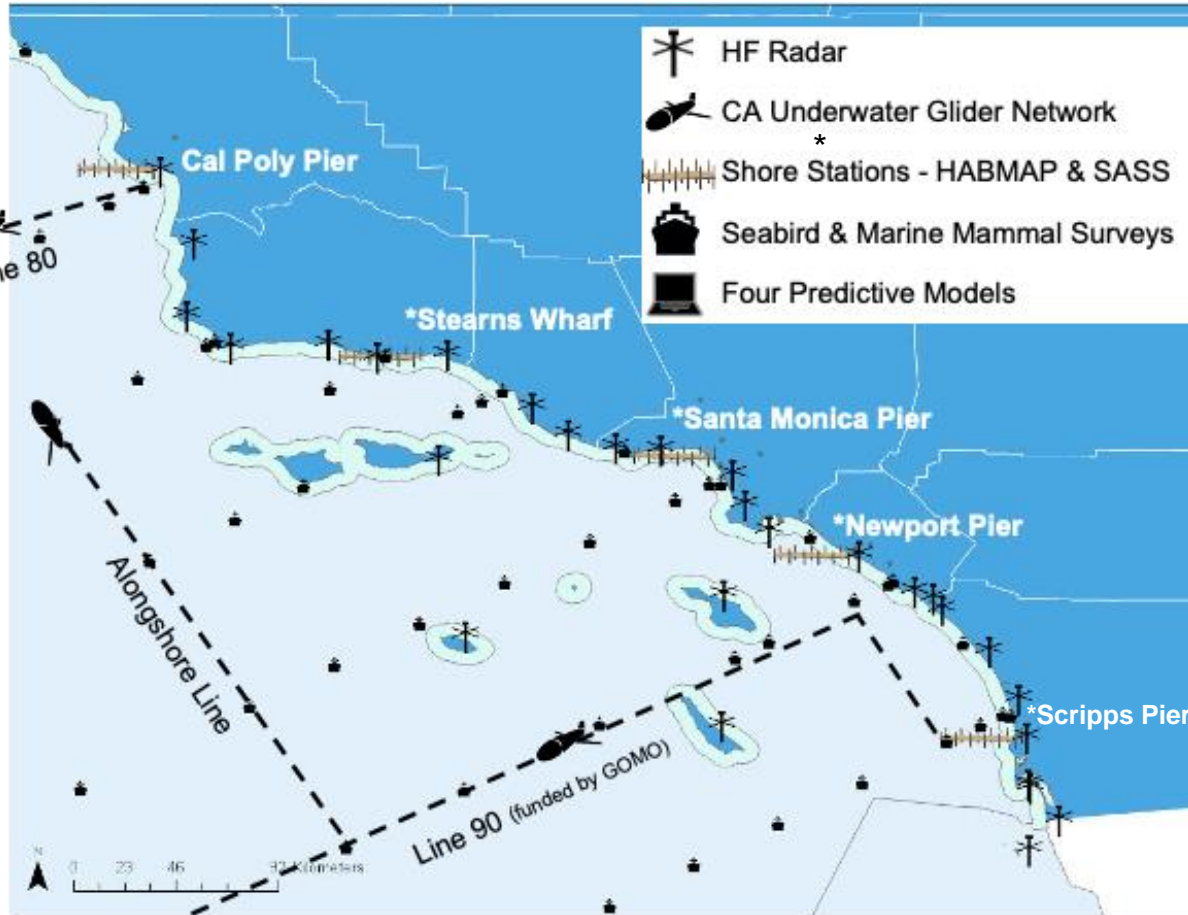 HF Radar
CA Underwater Glider Network
*
Shore Stations - HABMAP & SASS
Seabird & Marine Mammal Surveys
Four Predictive Models
Cal Poly Pier
ne 80
*Stearns Wharf
*Santa Monica Pier
*Newport Pier
Alongshore Line
*Scripps Pier
Line 90 (funded by GOMO)
N
0 23 46 92 Kilometers